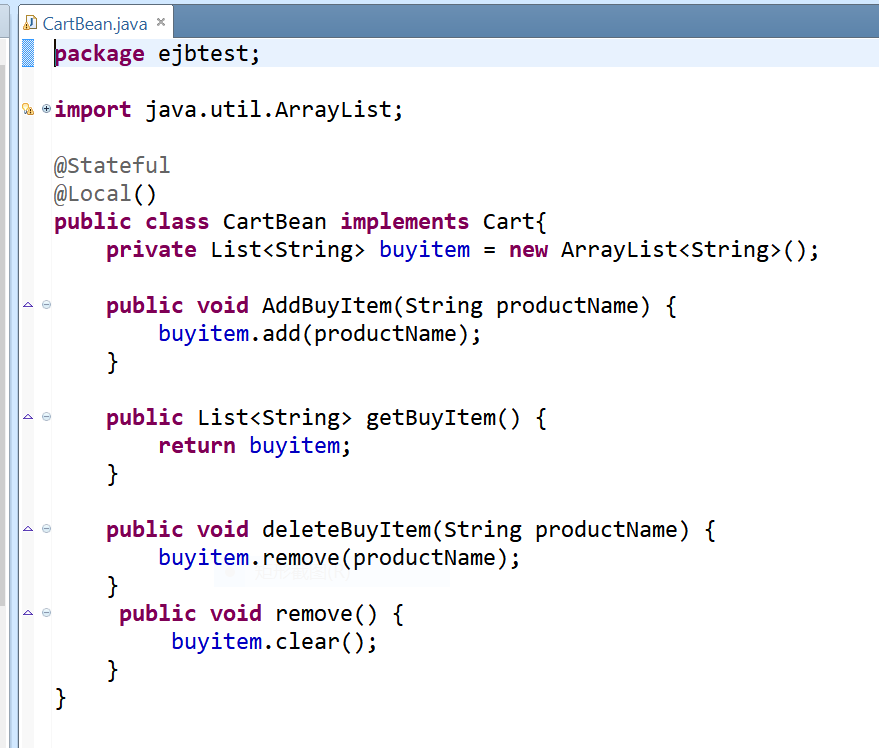 CartBean.java
package ejbtest;
import java.util.ArrayList;
@Stateful
@Local()
public class CartBean implements Cart{
private List<String> buyitem = new ArrayList<String>();
public void AddBuyItem(String productName) {
buyitem.add(productName);
}
public List<String> getBuyItem() {
return buyitem;
}
public void deleteBuyItem(String productName) {
buyitem.remove(productName);
}
public void remove() {
buyitem.clear();
}
}